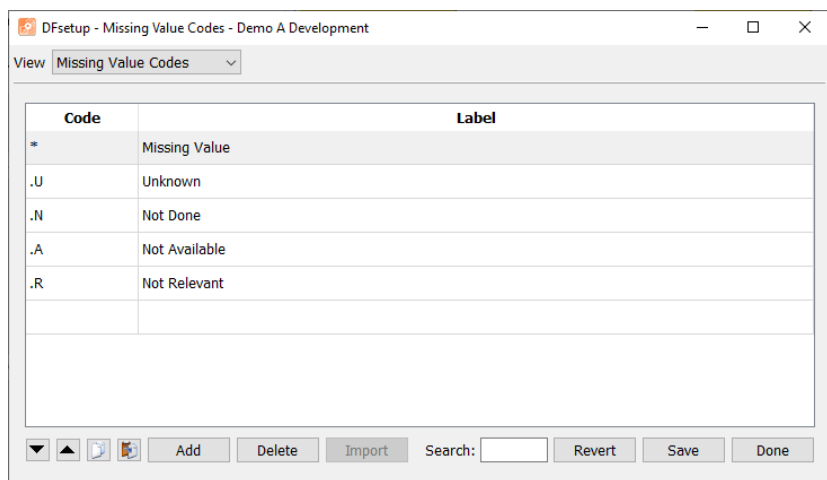 DFsetup - Missing Value Codes - Demo A Development
View Missing Value Codes
Code Label
* Missing Value
.U Unknown
.N Not Done
.A Not Available
.R Not Relevant
Add Delete Import Search: Revert Save Done